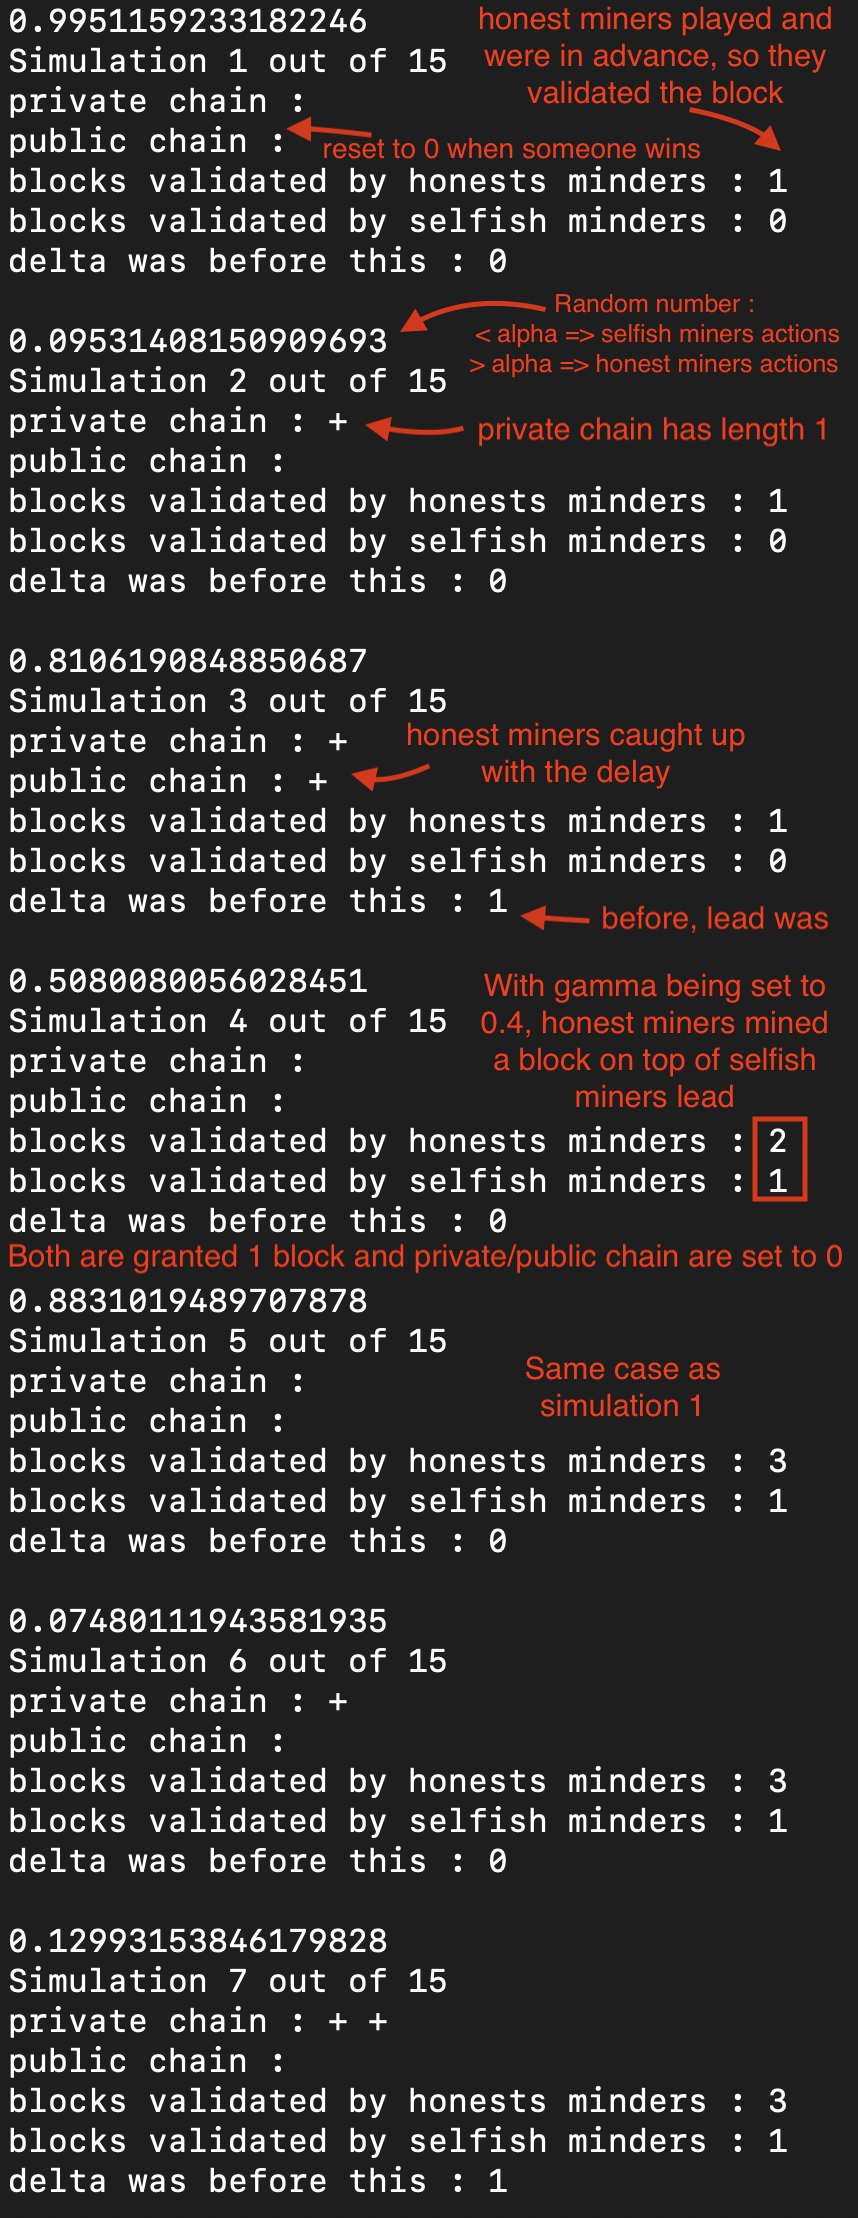 0.9951159233182246
honest miners played and
Simulation 1 out of 15
were in advance, so they
private chain :
validated the block
public chain :
reset to 0 when someone wins
blocks validated by honests minders : 1
blocks validated by selfish minders : 0
delta was before this : 0
Random number :
0.09531408150909693
< alpha => selfish miners actions
> alpha => honest miners actions
Simulation 2 out of 15
private chain : +
private chain has length 1
public chain :
blocks validated by honests minders : 1
blocks validated by selfish minders : 0
delta was before this : 0
0.8106190848850687
Simulation 3 out of 15
private chain : +
honest miners caught up
public chain : +
with the delay
blocks validated by honests minders : 1
blocks validated by selfish minders : 0
delta was before this : 1
before, lead was
0.5080080056028451
With gamma being set to
Simulation 4 out of 15
0.4, honest miners mined
private chain :
a block on top of selfish
public chain :
miners lead
blocks validated by honests minders : 2
blocks validated by selfish minders : 1
delta was before this : 0
Both are granted 1 block and private/public chain are set to 0
0.8831019489707878
Simulation 5 out of 15
Same case as
private chain :
simulation 1
public chain :
blocks validated by honests minders : 3
blocks validated by selfish minders : 1
delta was before this : 0
0.07480111943581935
Simulation 6 out of 15
private chain : +
public chain :
blocks validated by honests minders : 3
blocks validated by selfish minders : 1
delta was before this : 0
0.12993153846179828
Simulation 7 out of 15
private chain : + +
public chain :
blocks validated by honests minders : 3
blocks validated by selfish minders : 1
delta was before this : 1